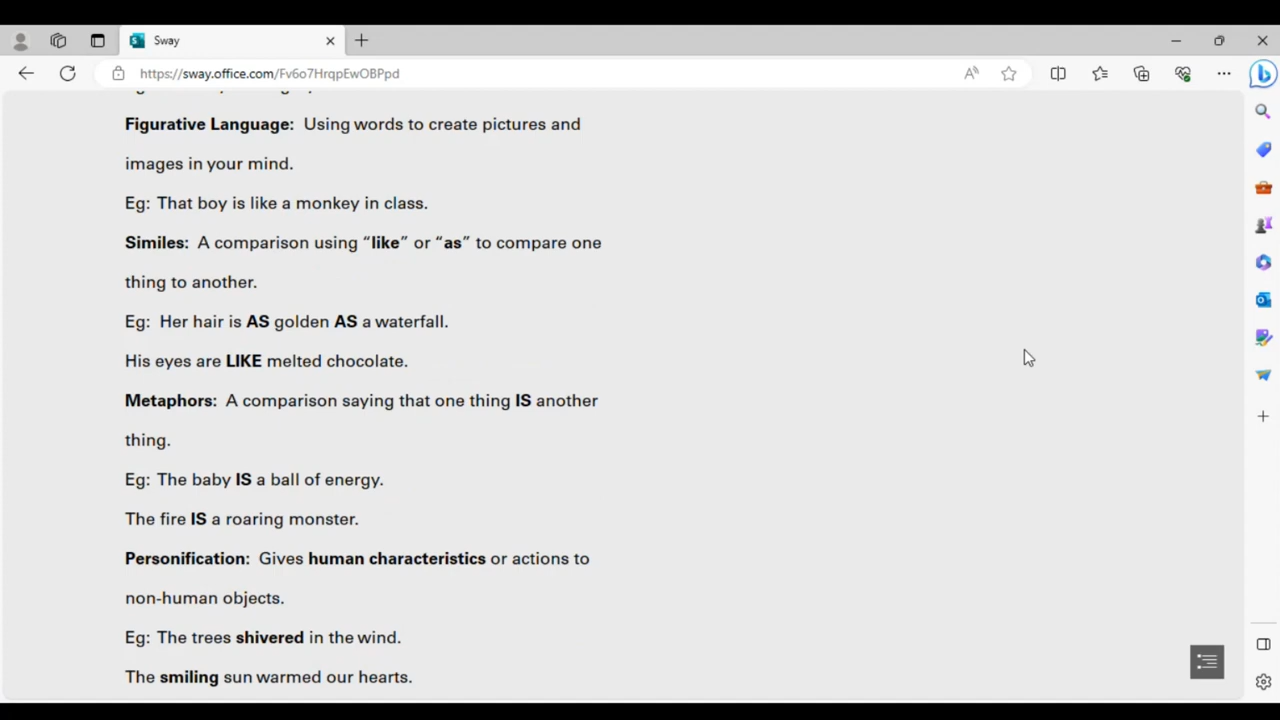 Sway
https://sway.office.com/Fv6o7HrqpEwOBPpd
Figurative Language: Using words to create pictures and
images in your mind.
Eg: That boy is like a monkey in class.
Similes: A comparison using “like” or “as” to compare one
thing to another.
Eg: Her hair is AS golden AS a waterfall.
His eyes are LIKE melted chocolate.
Metaphors: A comparison saying that one thing IS another
thing.
Eg: The baby IS a ball of energy.
The fire IS a roaring monster.
Personification: Gives human characteristics or actions to
non-human objects.
Eg: The trees shivered in the wind.
The smiling sun warmed our hearts.